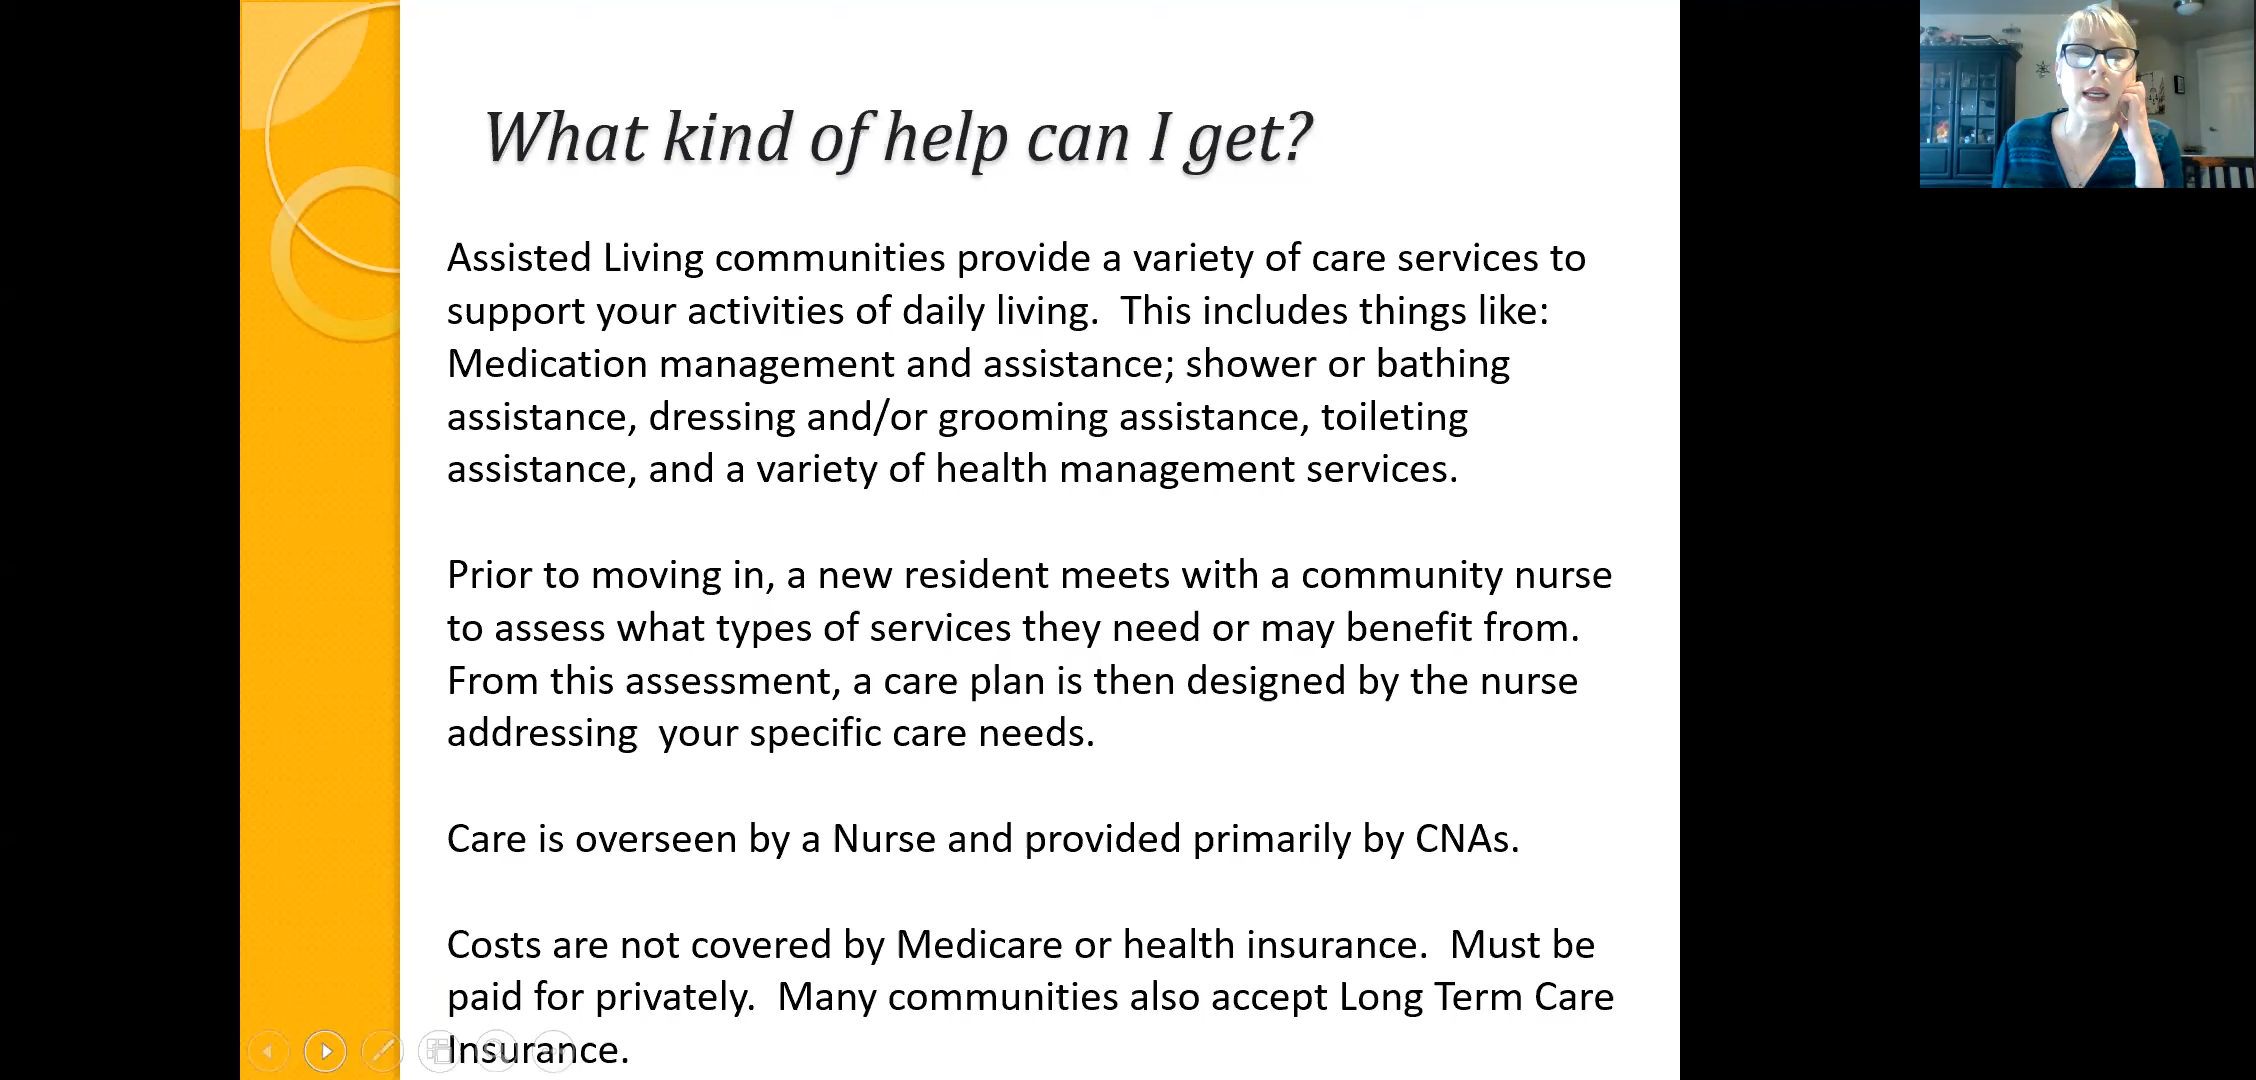 What kind of help can I get?
Assisted Living communities provide a variety of care services to
support your activities of daily living.  This includes things like:
Medication management and assistance; shower or bathing
assistance, dressing and/or grooming assistance, toileting
assistance, and a variety of health management services.
Prior to moving in, a new resident meets with a community nurse
to assess what types of services they need or may benefit from.
From this assessment, a care plan is then designed by the nurse
addressing  your specific care needs.
Care is overseen by a Nurse and provided primarily by CNAs.
Costs are not covered by Medicare or health insurance.  Must be
paid for privately.  Many communities also accept Long Term Care
Insurance.